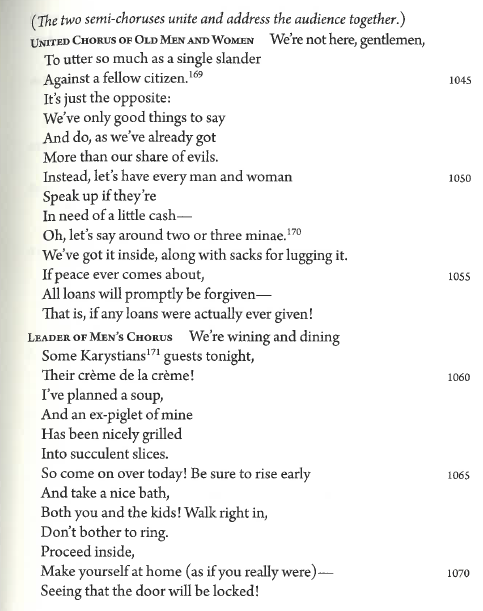 (The two semi-choruses unite and address the audience together.)
UNITED CHORUS OF OLD MEN AND WOMEN We're not here, gentlemen,
To utter so much as a single slander
Against a fellow citizen.169 1045
It's just the opposite:
We've only good things to say
And do, as we've already got
More than our share of evils.
Instead, let's have every man and woman 1050
Speak up if they're
In need of a little cash—
Oh, let's say around two or three minae.170
We've got it inside, along with sacks for lugging it.
If peace ever comes about, 1055
All loans will promptly be forgiven—
That is, if any loans were actually ever given!
LEADER OF MEN'S CHORUS We're wining and dining
Some Karystians171 guests tonight,
Their crème de la crème! 1060
I've planned a soup,
And an ex-piglet of mine
Has been nicely grilled
Into succulent slices.
So come on over today! Be sure to rise early 1065
And take a nice bath,
Both you and the kids! Walk right in,
Don't bother to ring.
Proceed inside,
Make yourself at home (as if you really were)— 1070
Seeing that the door will be locked!